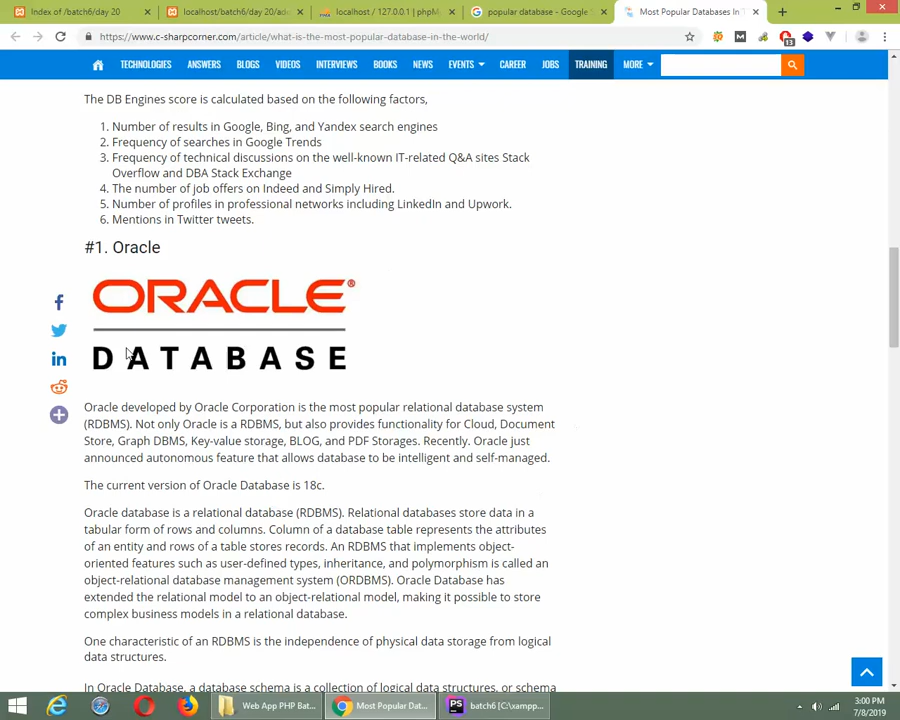 Index of /batch6/day 20
localhost/batch6/day 20/ad
localhost / 127.0.0.1 | phpM
popular database - Google S
Most Popular Databases In T
https://www.c-sharpcorner.com/article/what-is-the-most-popular-database-in-the-world/
13
TECHNOLOGIES ANSWERS BLOGS VIDEOS INTERVIEWS BOOKS NEWS EVENTS CAREER JOBS TRAINING MORE
The DB Engines score is calculated based on the following factors,
1. Number of results in Google, Bing, and Yandex search engines
2. Frequency of searches in Google Trends
3. Frequency of technical discussions on the well-known IT-related Q&A sites Stack
Overflow and DBA Stack Exchange
4. The number of job offers on Indeed and Simply Hired.
5. Number of profiles in professional networks including LinkedIn and Upwork.
6. Mentions in Twitter tweets.
#1. Oracle
ORACLE®
DATABASE
Oracle developed by Oracle Corporation is the most popular relational database system
(RDBMS). Not only Oracle is a RDBMS, but also provides functionality for Cloud, Document
Store, Graph DBMS, Key-value storage, BLOG, and PDF Storages. Recently. Oracle just
announced autonomous feature that allows database to be intelligent and self-managed.
The current version of Oracle Database is 18c.
Oracle database is a relational database (RDBMS). Relational databases store data in a
tabular form of rows and columns. Column of a database table represents the attributes
of an entity and rows of a table stores records. An RDBMS that implements object-
oriented features such as user-defined types, inheritance, and polymorphism is called an
object-relational database management system (ORDBMS). Oracle Database has
extended the relational model to an object-relational model, making it possible to store
complex business models in a relational database.
One characteristic of an RDBMS is the independence of physical data storage from logical
data structures.
In Oracle Database, a database schema is a collection of logical data structures, or schema
Web App PHP Bat...
Most Popular Dat...
batch6 [C:\xampp...
3:00 PM
7/8/2019